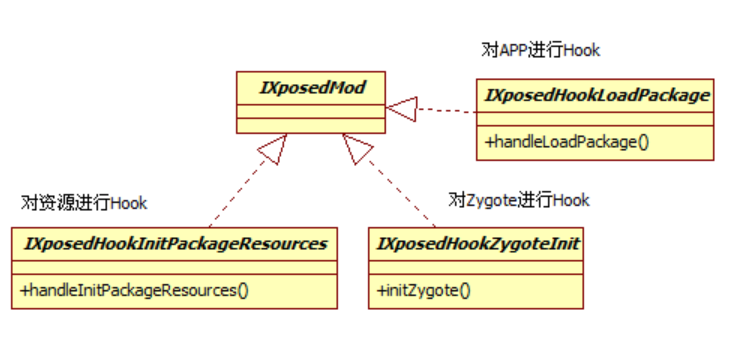 对APP进行Hook
IXposedMod
IXposedHookLoadPackage
+handleLoadPackage()
对资源进行Hook
对Zygote进行Hook
IXposedHookInitPackageResources
+handleInitPackageResources()
IXposedHookZygoteInit
+initZygote()